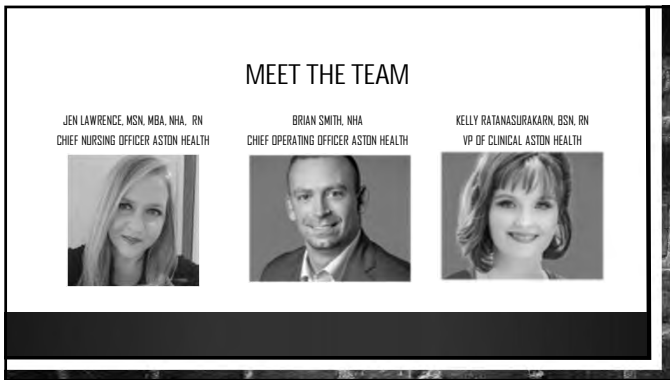 MEET THE TEAM
JEN LAWRENCE, MSN, MBA, NHA, RN
CHIEF NURSING OFFICER ASTON HEALTH
BRIAN SMITH, NHA
CHIEF OPERATING OFFICER ASTON HEALTH
KELLY RATANASURAKARN, BSN, RN
VP OF CLINICAL ASTON HEALTH